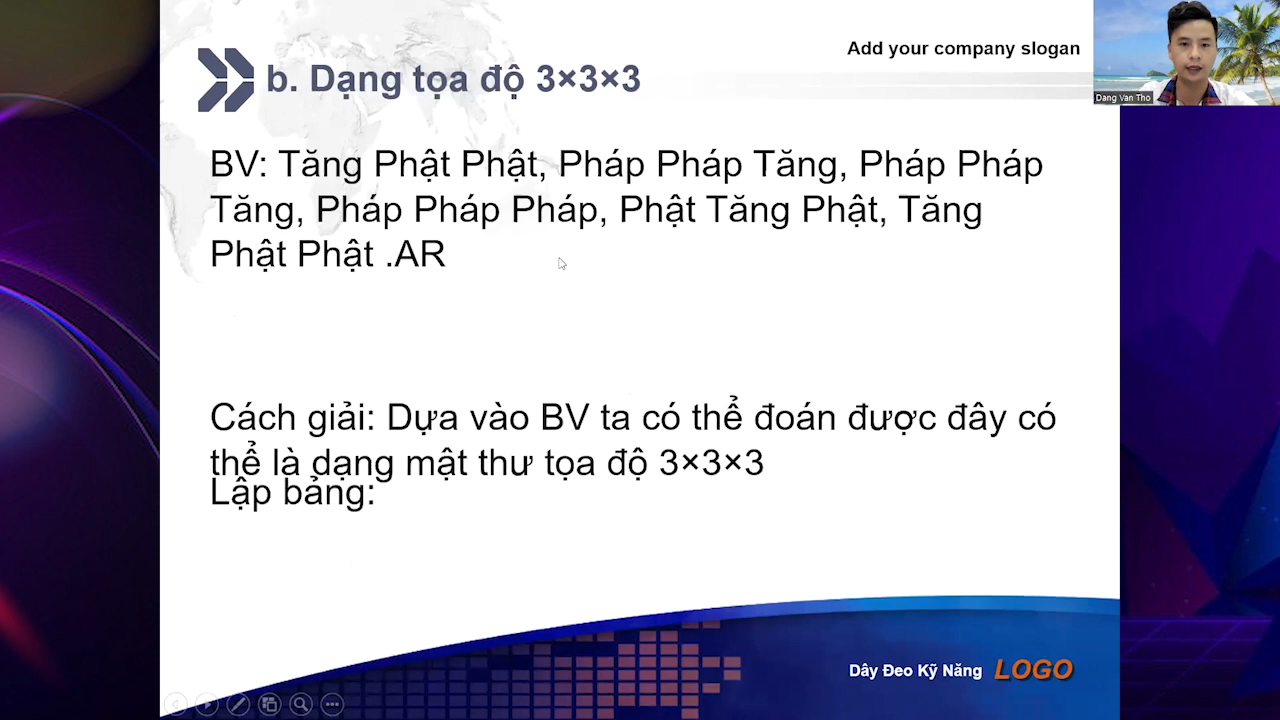 Add your company slogan
b. Dạng tọa độ 3×3×3
Dang Van Tho
BV: Tăng Phật Phật, Pháp Pháp Tăng, Pháp Pháp
Tăng, Pháp Pháp Pháp, Phật Tăng Phật, Tăng
Phật Phật .AR
Cách giải: Dựa vào BV ta có thể đoán được đây có
thể là dạng mật thư tọa độ 3×3×3
Lập bảng:
Dây Đeo Kỹ Năng LOGO